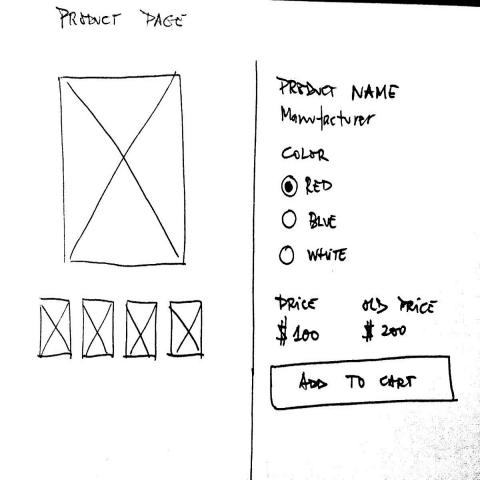 PRODUCT PAGE
PRODUCT NAME
Manufacturer
COLOR
RED
BLUE
WHITE
PRICE OLD PRICE
$ 100 $ 200
ADD TO CART